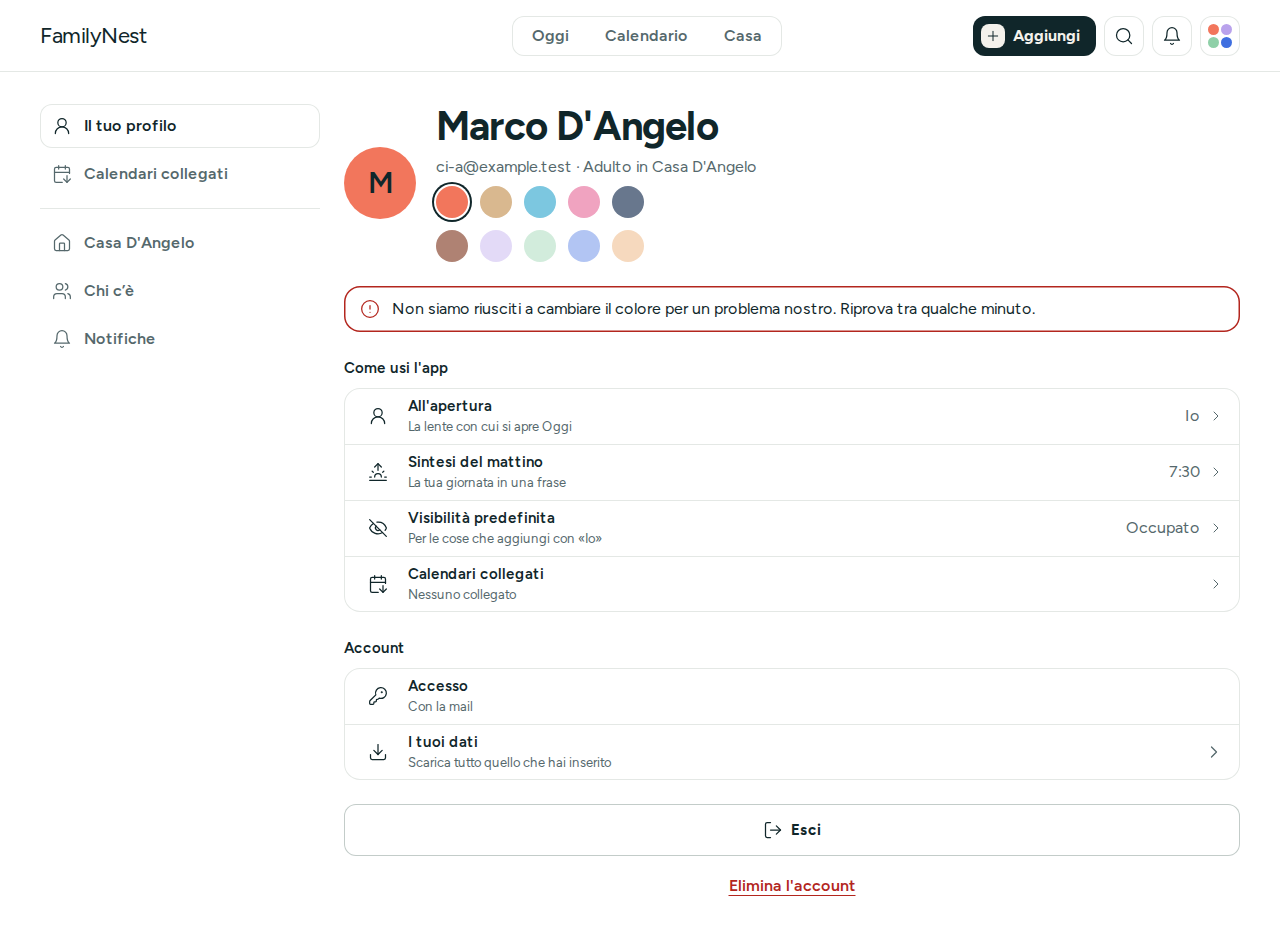 FamilyNest
Oggi
Calendario
Casa
Aggiungi
Il tuo profilo
Calendari collegati
Casa D'Angelo
Chi c’è
Notifiche
M
Marco D'Angelo
ci-a@example.test · Adulto in Casa D'Angelo
Non siamo riusciti a cambiare il colore per un problema nostro. Riprova tra qualche minuto.
Come usi l'app
All'apertura
La lente con cui si apre Oggi
Io
Sintesi del mattino
La tua giornata in una frase
7:30
Visibilità predefinita
Per le cose che aggiungi con «Io»
Occupato
Calendari collegati
Nessuno collegato
Account
Accesso
Con la mail
I tuoi dati
Scarica tutto quello che hai inserito
Esci
Elimina l'account